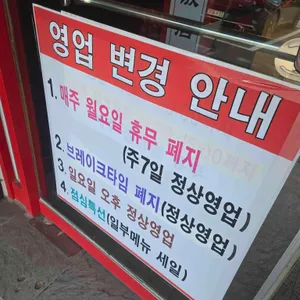 영업 변경 안내
1. 매주 월요일 휴무 폐지
(주7일 정상영업)
2. 브레이크타임 폐지(정상영업)
3. 일요일 오후 정상영업
4. 점심특선(일부메뉴 세일)